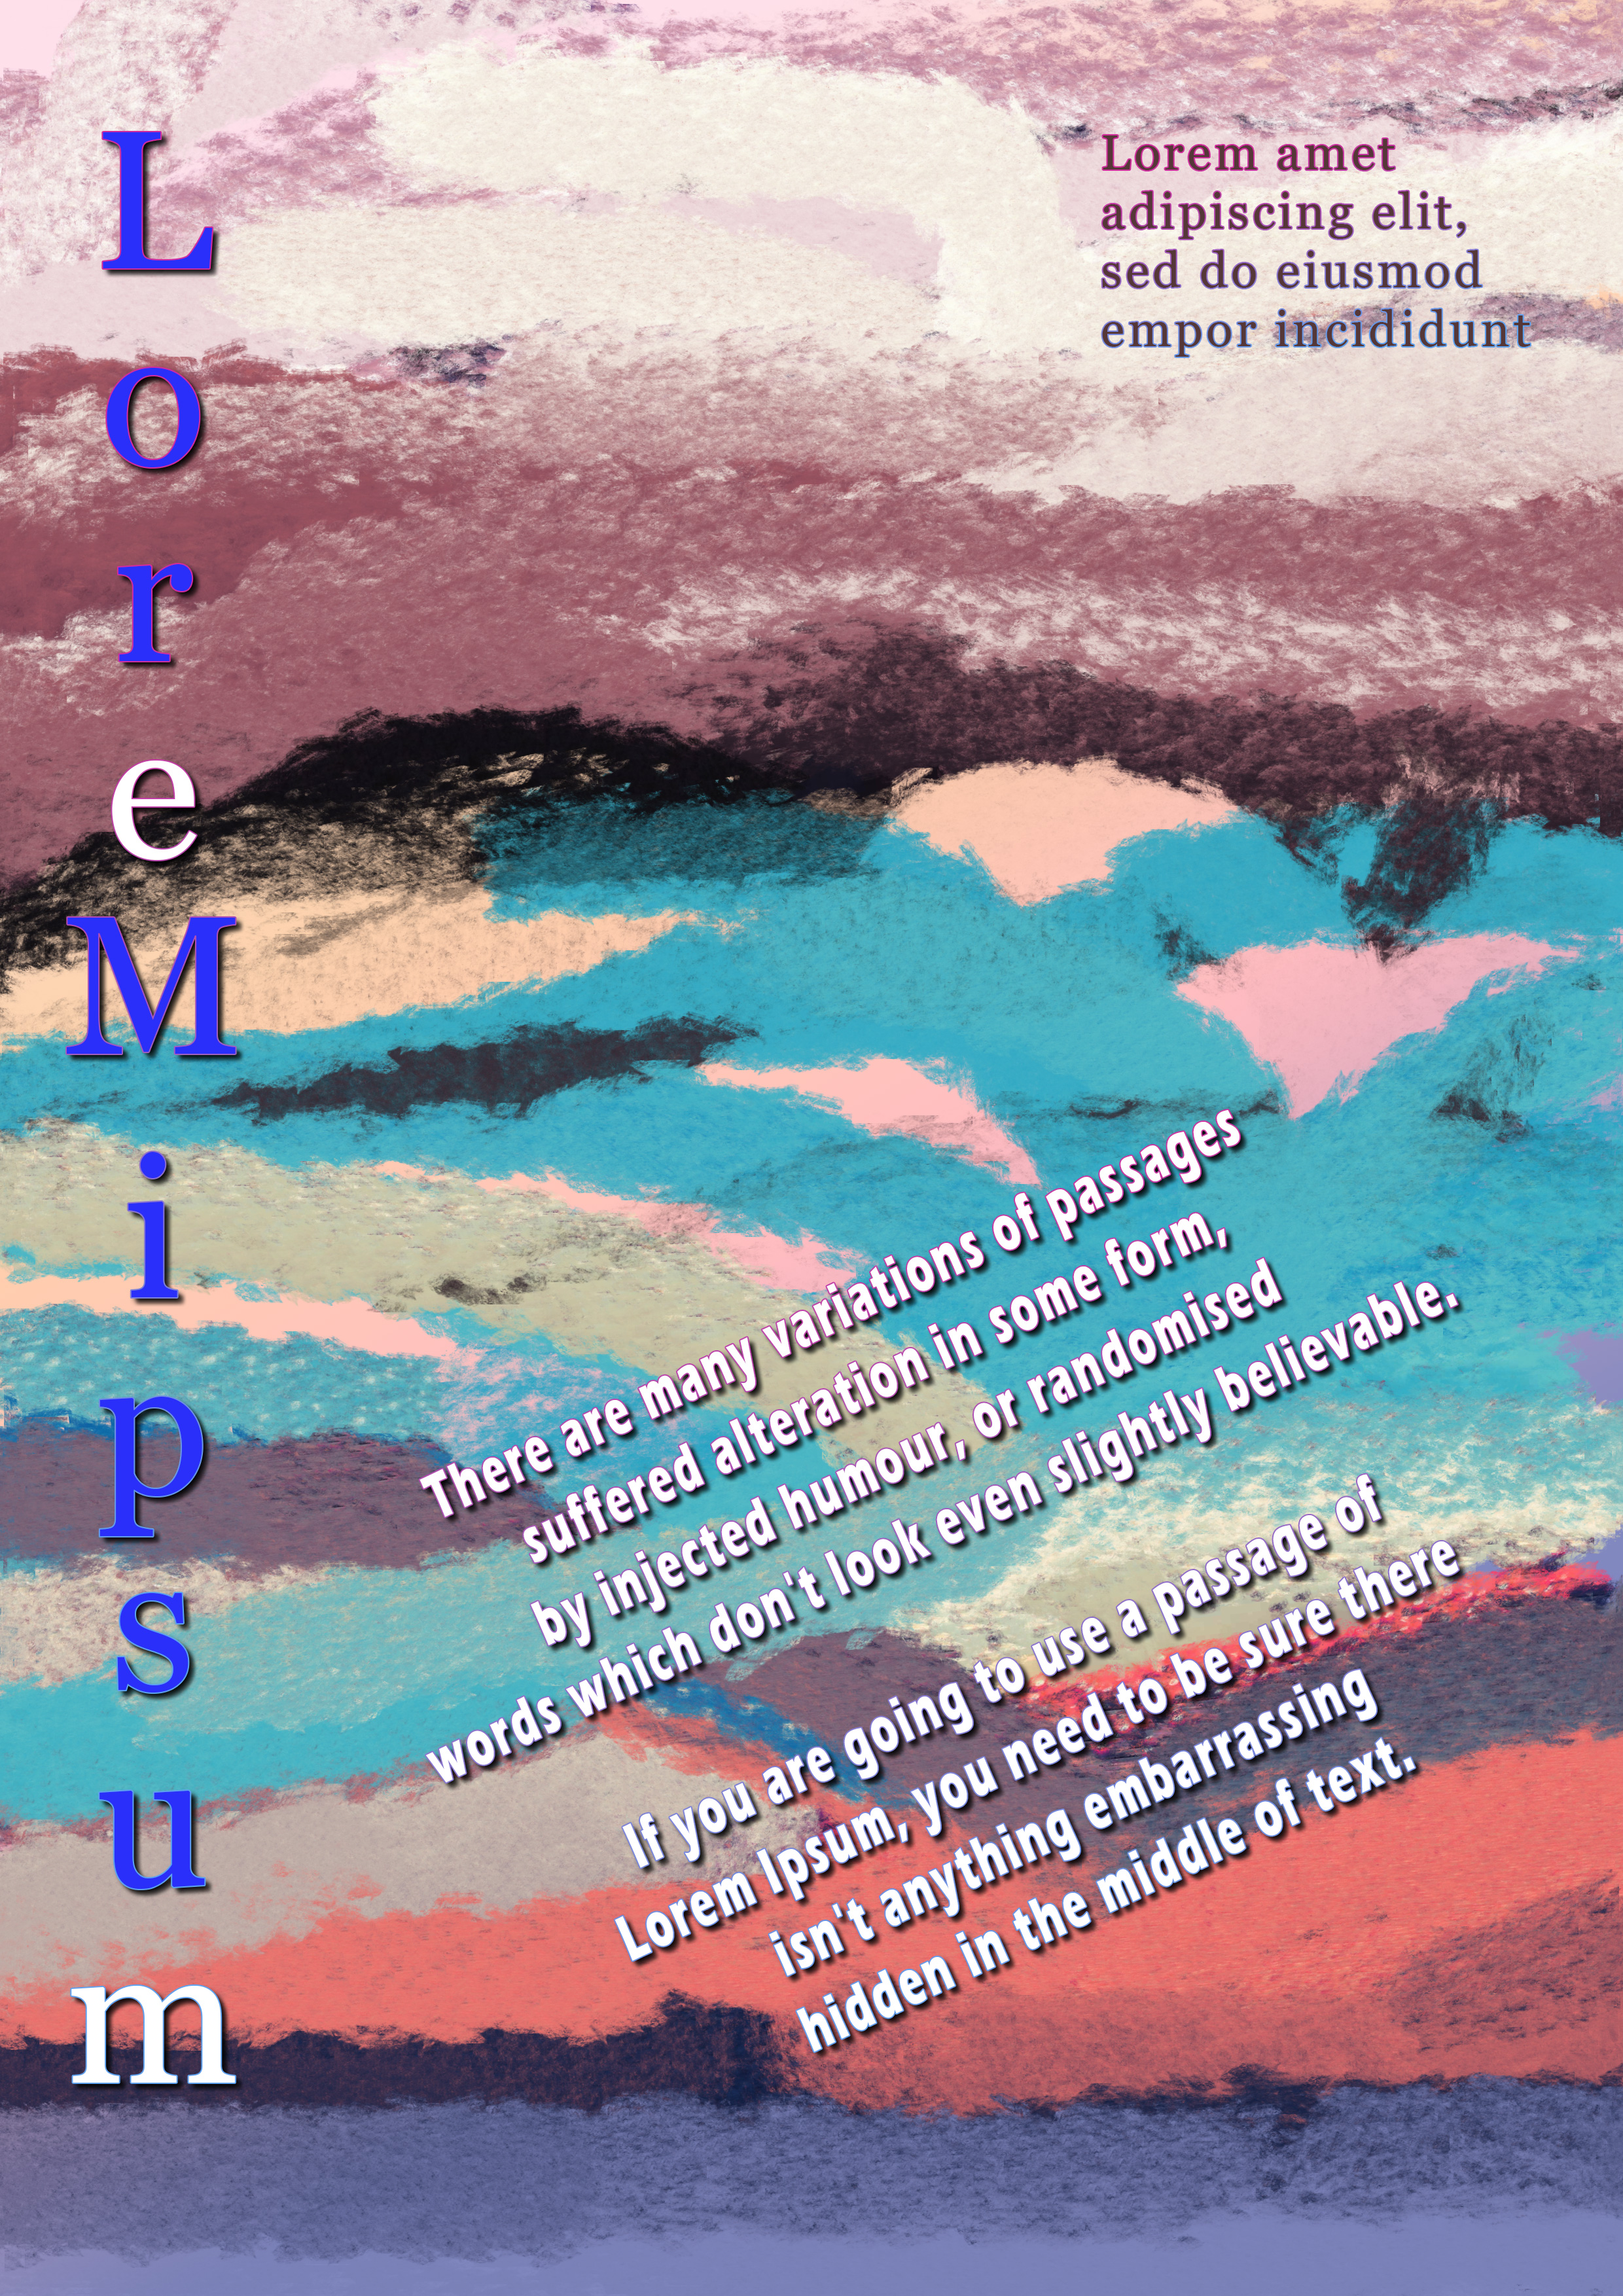 LoreMipsum
Lorem amet
adipiscing elit,
sed do eiusmod
empor incididunt
There are many variations of passages
suffered alteration in some form,
by injected humour, or randomised
words which don't look even slightly believable.
If you are going to use a passage of
Lorem Ipsum, you need to be sure there
isn't anything embarrassing
hidden in the middle of text.